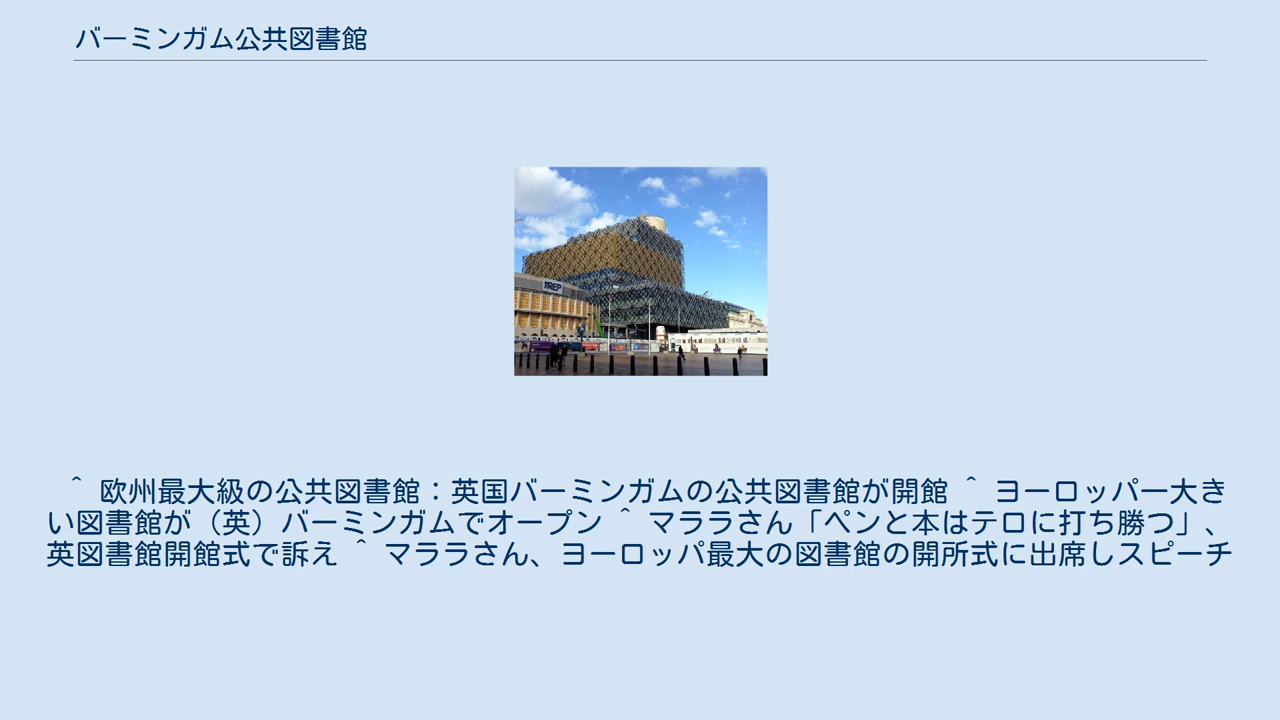 バーミンガム公共図書館
REP
＾ 欧州最大級の公共図書館：英国バーミンガムの公共図書館が開館 ＾ ヨーロッパ一大き
い図書館が（英）バーミンガムでオープン ＾ マララさん「ペンと本はテロに打ち勝つ」、
英図書館開館式で訴え ＾ マララさん、ヨーロッパ最大の図書館の開所式に出席しスピーチ